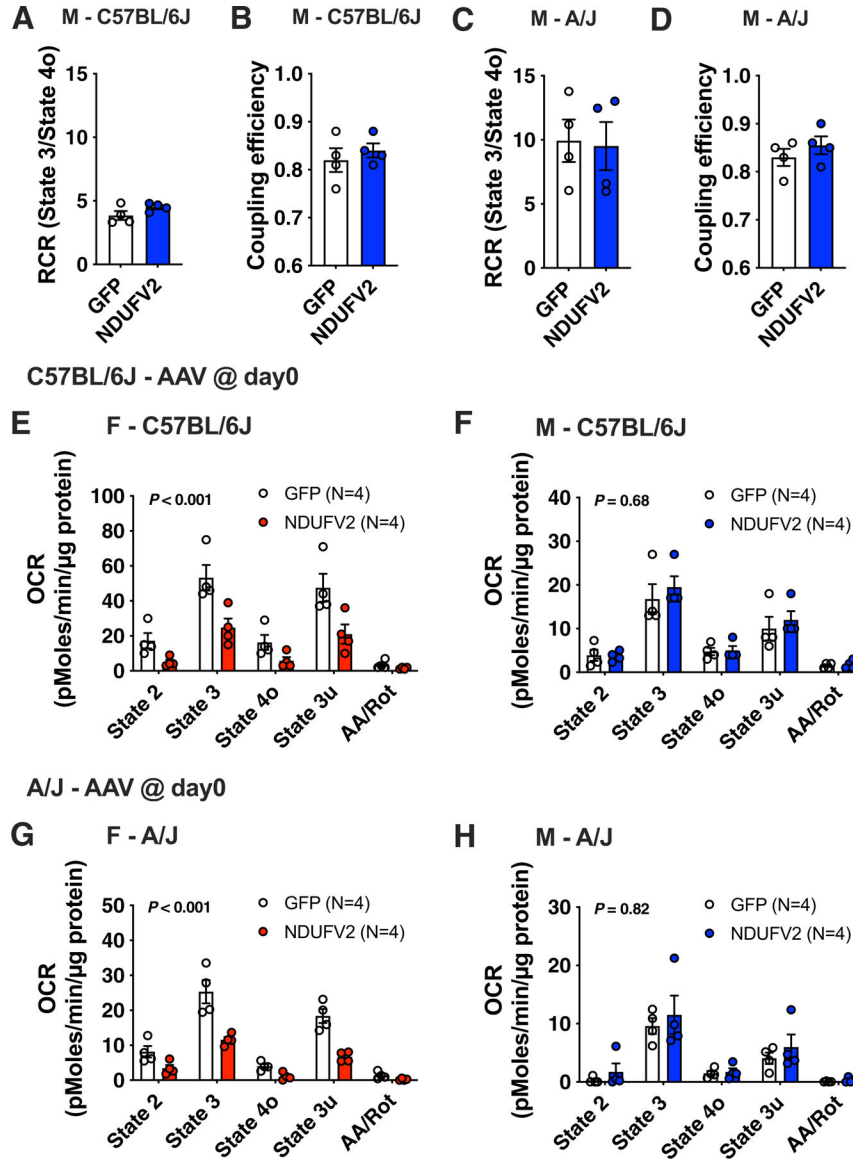 A M - C57BL/6J
RCR (State 3/State 4o)
15
10
5
0
GFP
NDUFV2
B M - C57BL/6J
Coupling efficiency
1.0
0.9
0.8
0.7
0.6
GFP
NDUFV2
C M - A/J
RCR (State 3/State 4o)
15
10
5
0
GFP
NDUFV2
D M - A/J
Coupling efficiency
1.0
0.9
0.8
0.7
0.6
GFP
NDUFV2
C57BL/6J - AAV @ day0
E F - C57BL/6J
OCR
(pMoles/min/µg protein)
100
80
60
40
20
0
P < 0.001
GFP (N=4)
NDUFV2 (N=4)
State 2
State 3
State 4o
State 3u
AA/Rot
F M - C57BL/6J
OCR
(pMoles/min/µg protein)
40
30
20
10
0
P = 0.68
GFP (N=4)
NDUFV2 (N=4)
State 2
State 3
State 4o
State 3u
AA/Rot
A/J - AAV @ day0
G F - A/J
OCR
(pMoles/min/µg protein)
50
40
30
20
10
0
P < 0.001
GFP (N=4)
NDUFV2 (N=4)
State 2
State 3
State 4o
State 3u
AA/Rot
H M - A/J
OCR
(pMoles/min/µg protein)
30
20
10
0
P = 0.82
GFP (N=4)
NDUFV2 (N=4)
State 2
State 3
State 4o
State 3u
AA/Rot